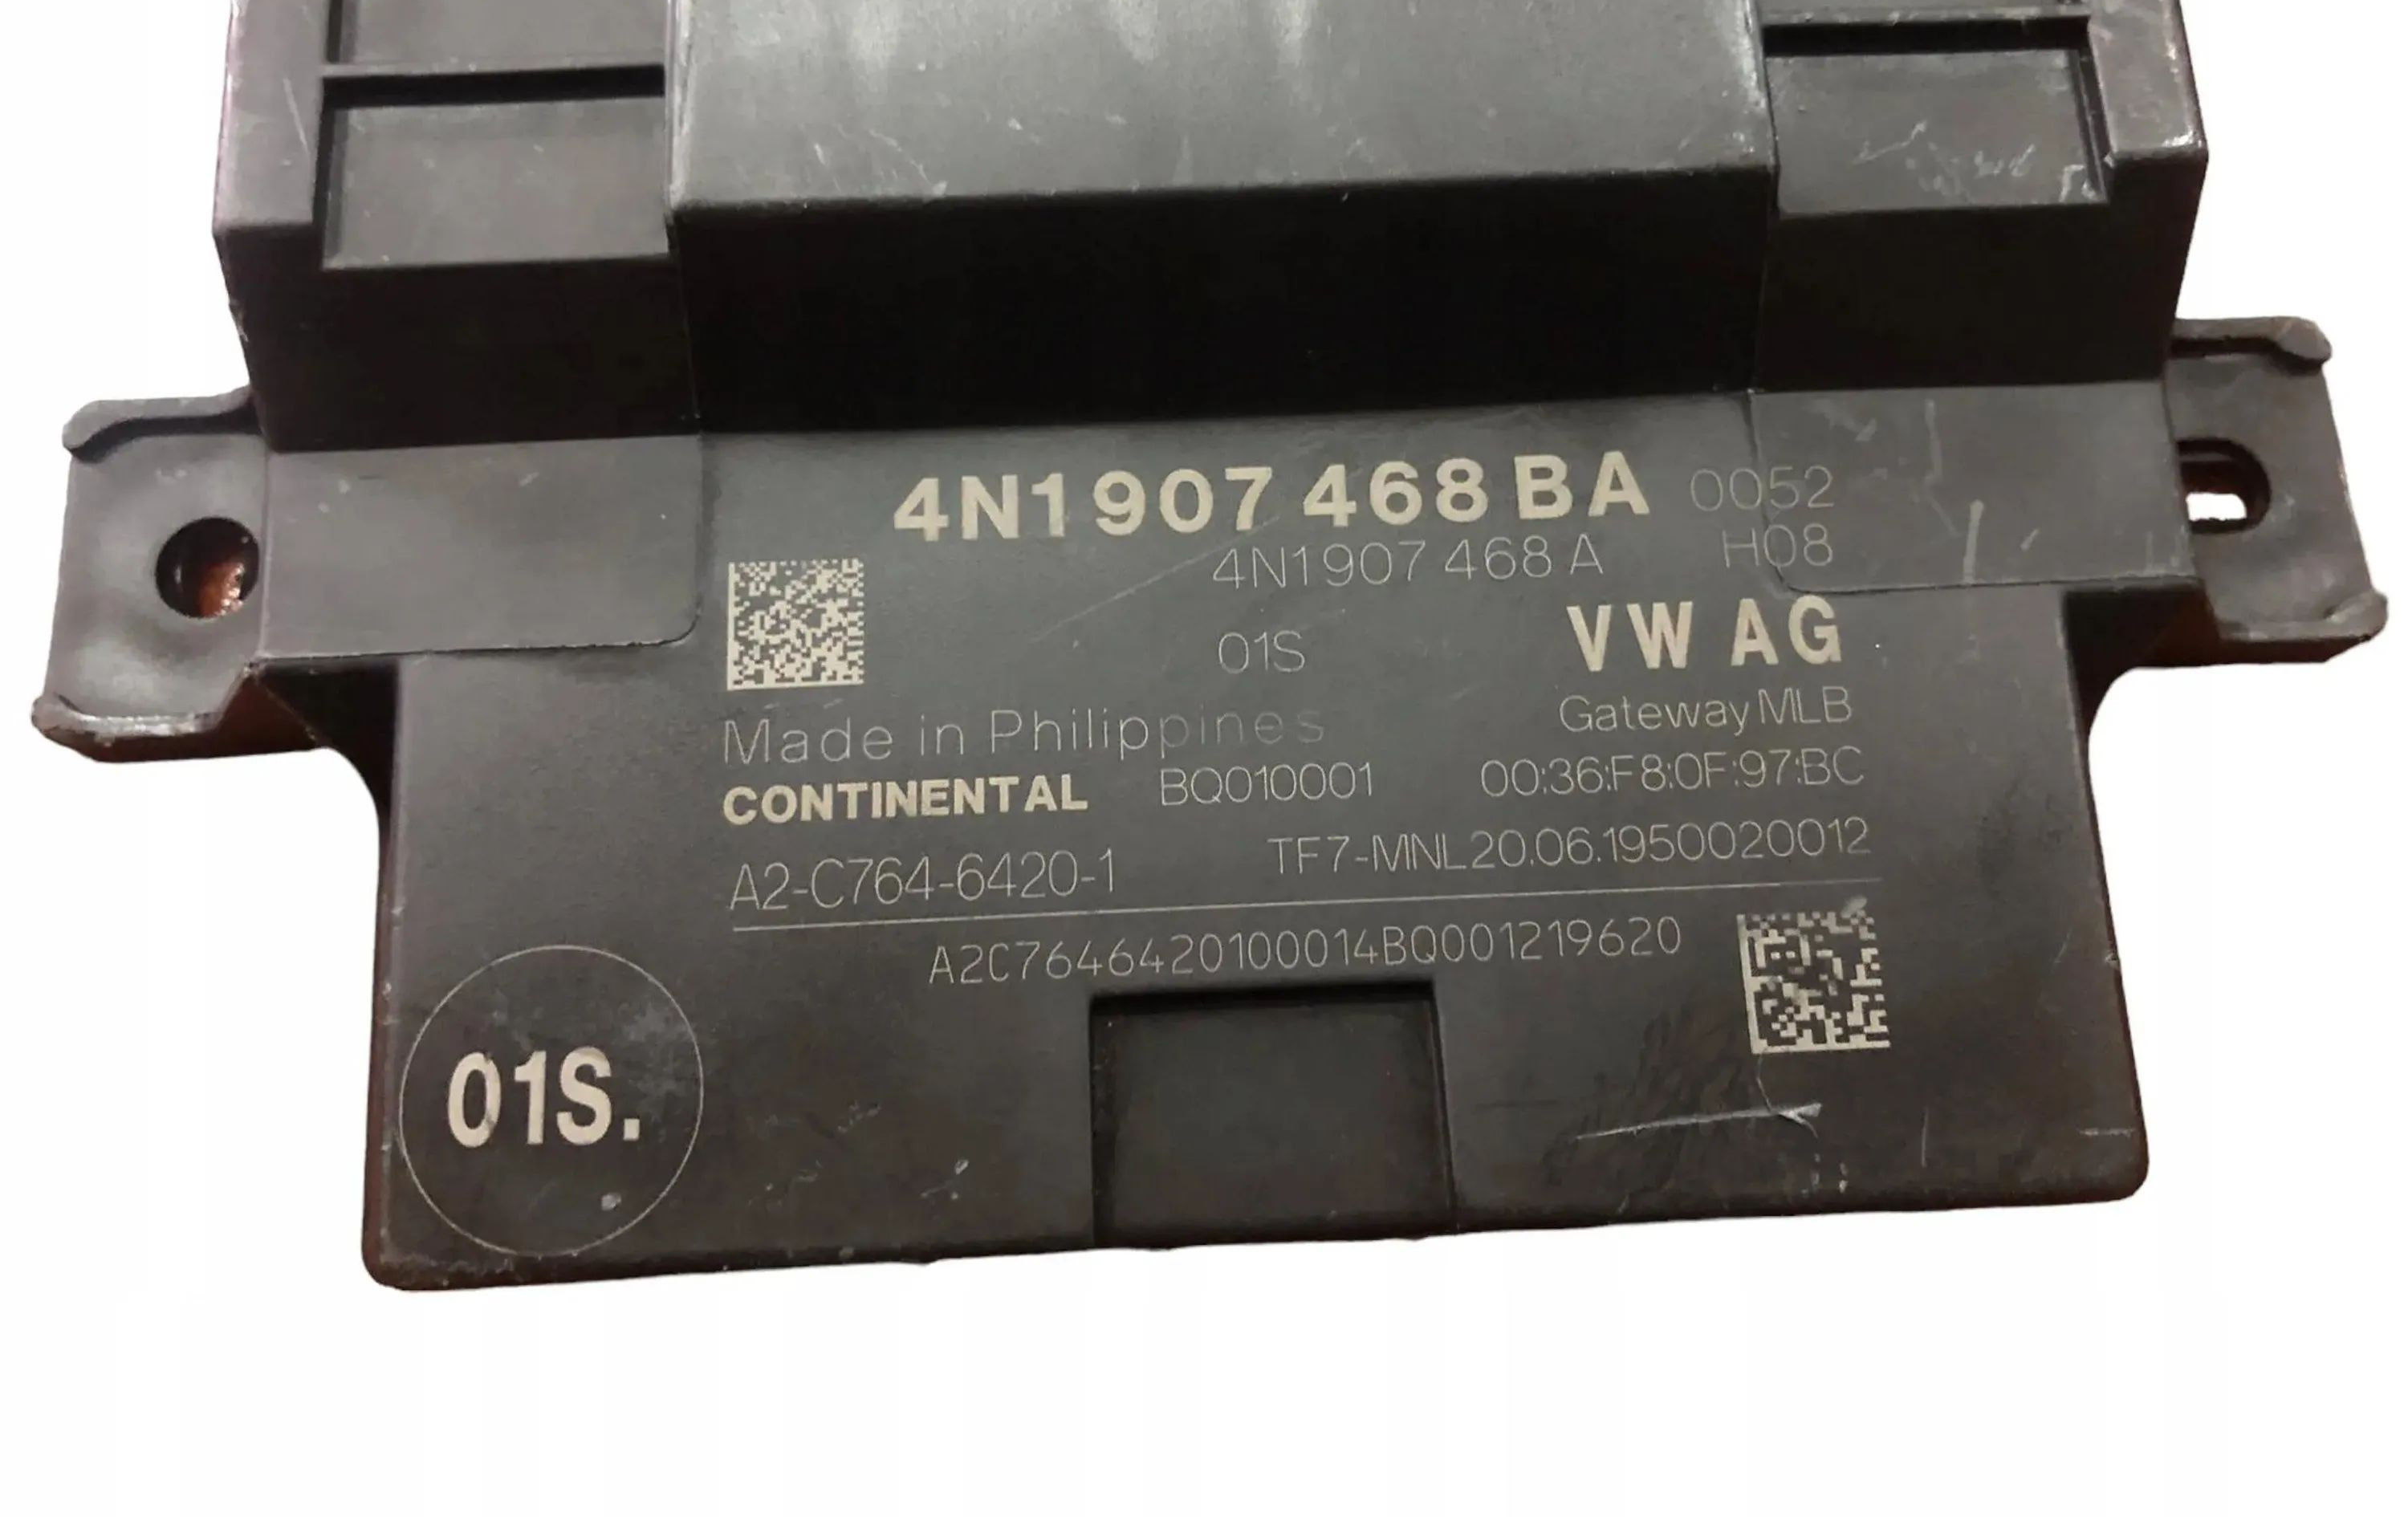 4N1907468BA 0052
4N1907468A H08
01S VW AG
Gateway MLB
Made in Philippines
CONTINENTAL BQ010001 00:36:F8:0F:97:BC
A2-C764-6420-1 TF7-MNL20.06.1950020012
A2C7646420100014BQ001219620
01S.